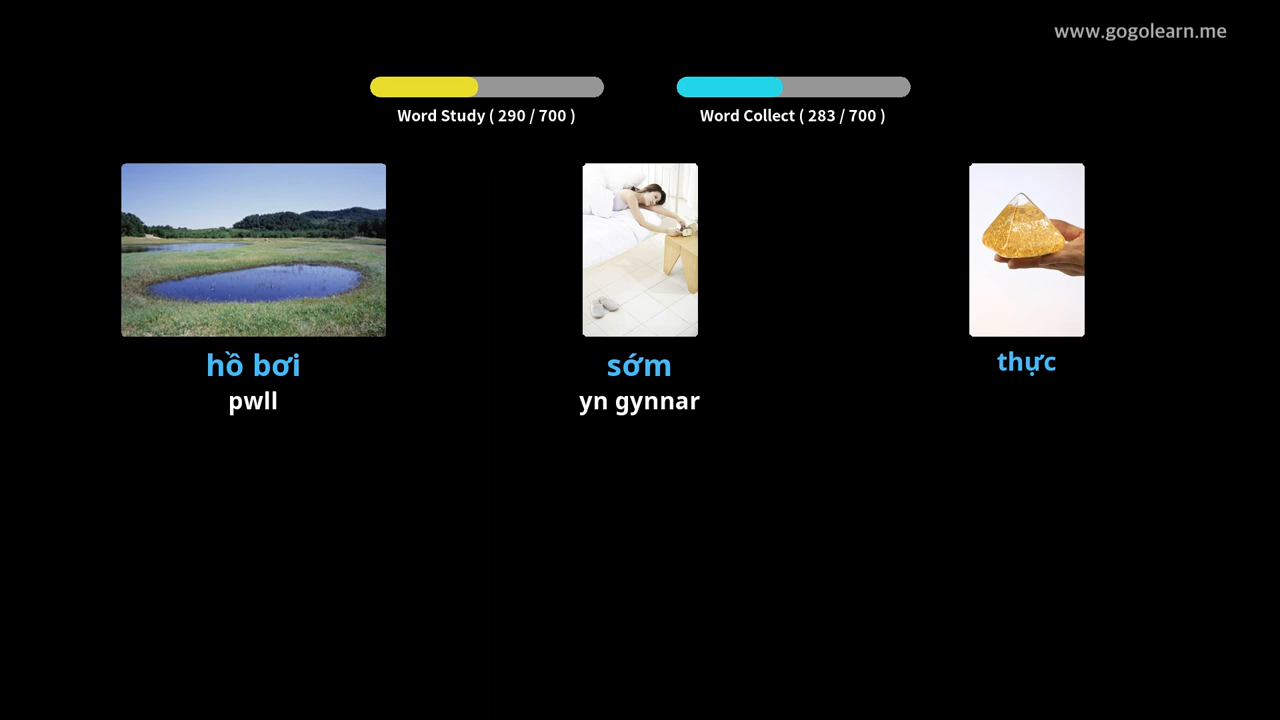 www.gogolearn.me
Word Study ( 290 / 700 )
Word Collect ( 283 / 700 )
hồ bơi
pwll
sớm
yn gynnar
thực